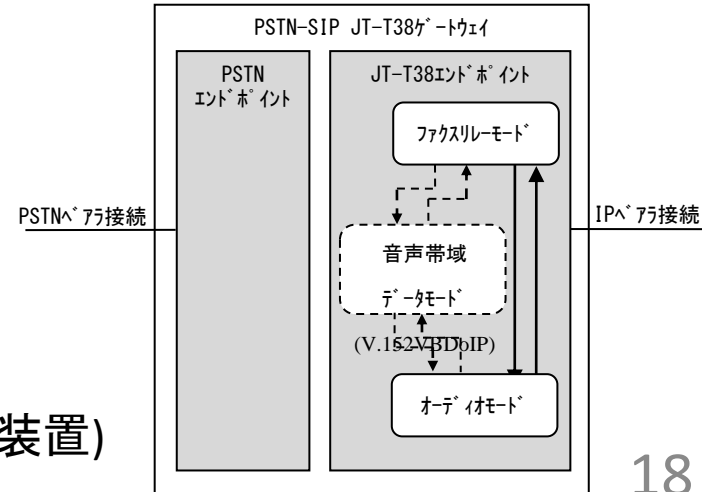 PSTN-SIP JT-T38ｹﾞｰﾄｳｪｲ
PSTN
ｴﾝﾄﾞﾎﾟｲﾝﾄ
JT-T38ｴﾝﾄﾞﾎﾟｲﾝﾄ
ﾌｧｸｽﾘﾚｰﾓｰﾄﾞ
PSTNﾍﾞｱﾗ接続
IPﾍﾞｱﾗ接続
音声帯域
ﾃﾞｰﾀﾓｰﾄﾞ
(V.152VBDoIP)
ｵｰﾃﾞｨｵﾓｰﾄﾞ
装置)
18